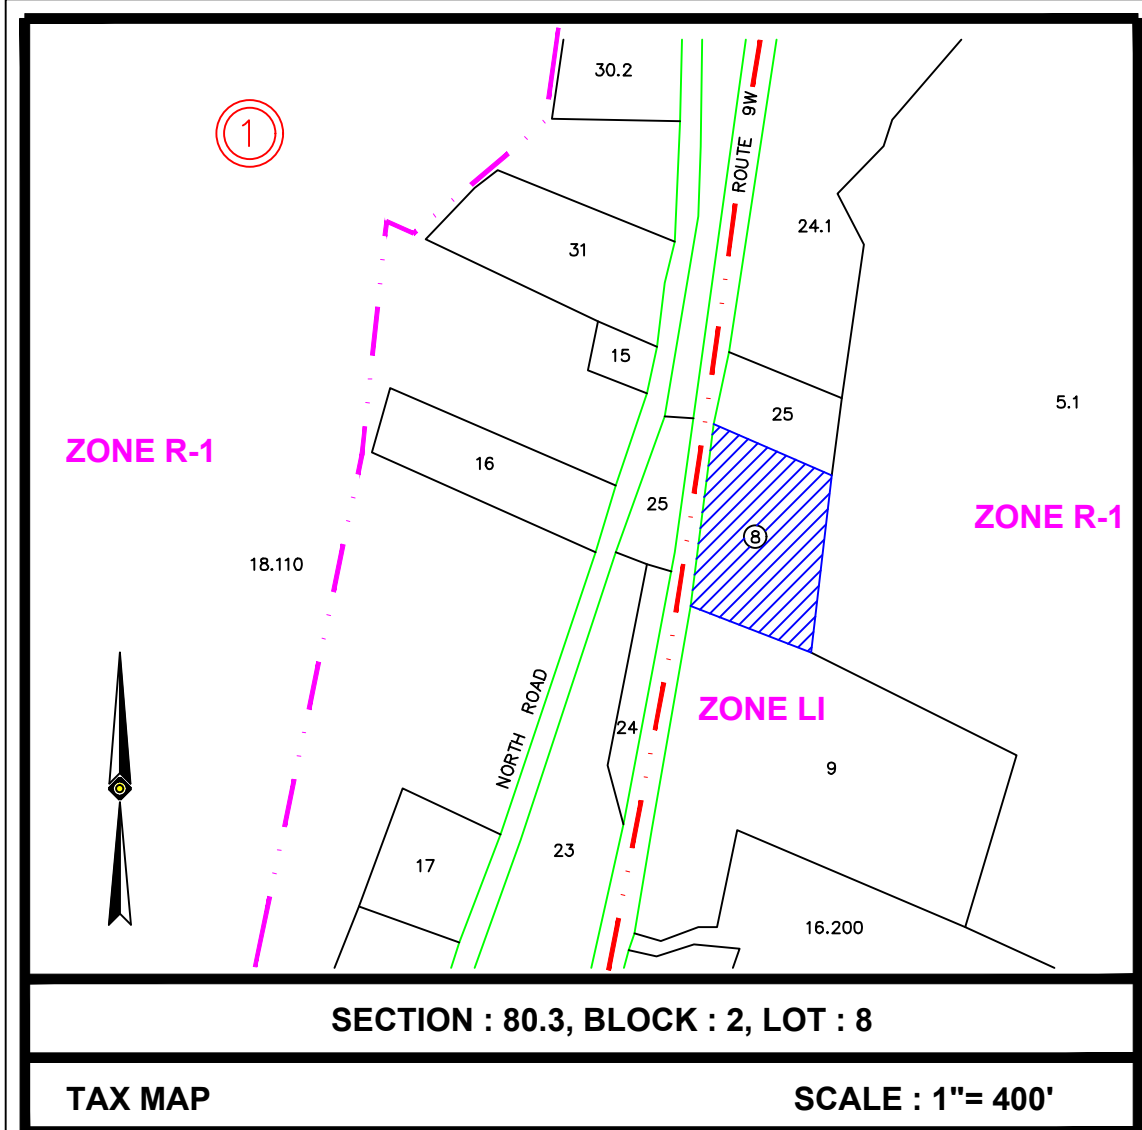 30.2
ROUTE 9W
1
24.1
31
15
5.1
25
ZONE R-1
16
25
ZONE R-1
8
18.110
NORTH ROAD
ZONE LI
24
9
23
17
16.200
SECTION : 80.3, BLOCK : 2, LOT : 8
TAX MAP
SCALE : 1"= 400'